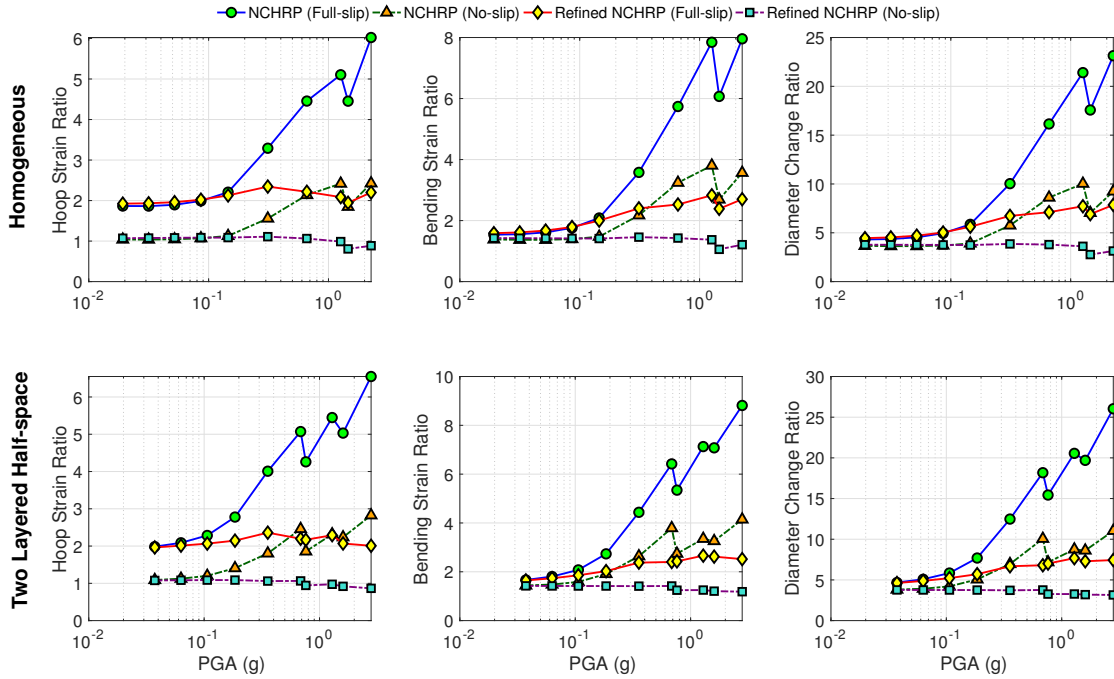 NCHRP (Full-slip) NCHRP (No-slip) Refined NCHRP (Full-slip) Refined NCHRP (No-slip)
Homogeneous
Hoop Strain Ratio
0 1 2 3 4 5 6
10^-2 10^-1 10^0
Bending Strain Ratio
0 2 4 6 8
10^-2 10^-1 10^0
Diameter Change Ratio
0 5 10 15 20 25
10^-2 10^-1 10^0
Two Layered Half-space
Hoop Strain Ratio
0 1 2 3 4 5 6
10^-2 10^-1 10^0
PGA (g)
Bending Strain Ratio
0 2 4 6 8 10
10^-2 10^-1 10^0
PGA (g)
Diameter Change Ratio
0 5 10 15 20 25 30
10^-2 10^-1 10^0
PGA (g)